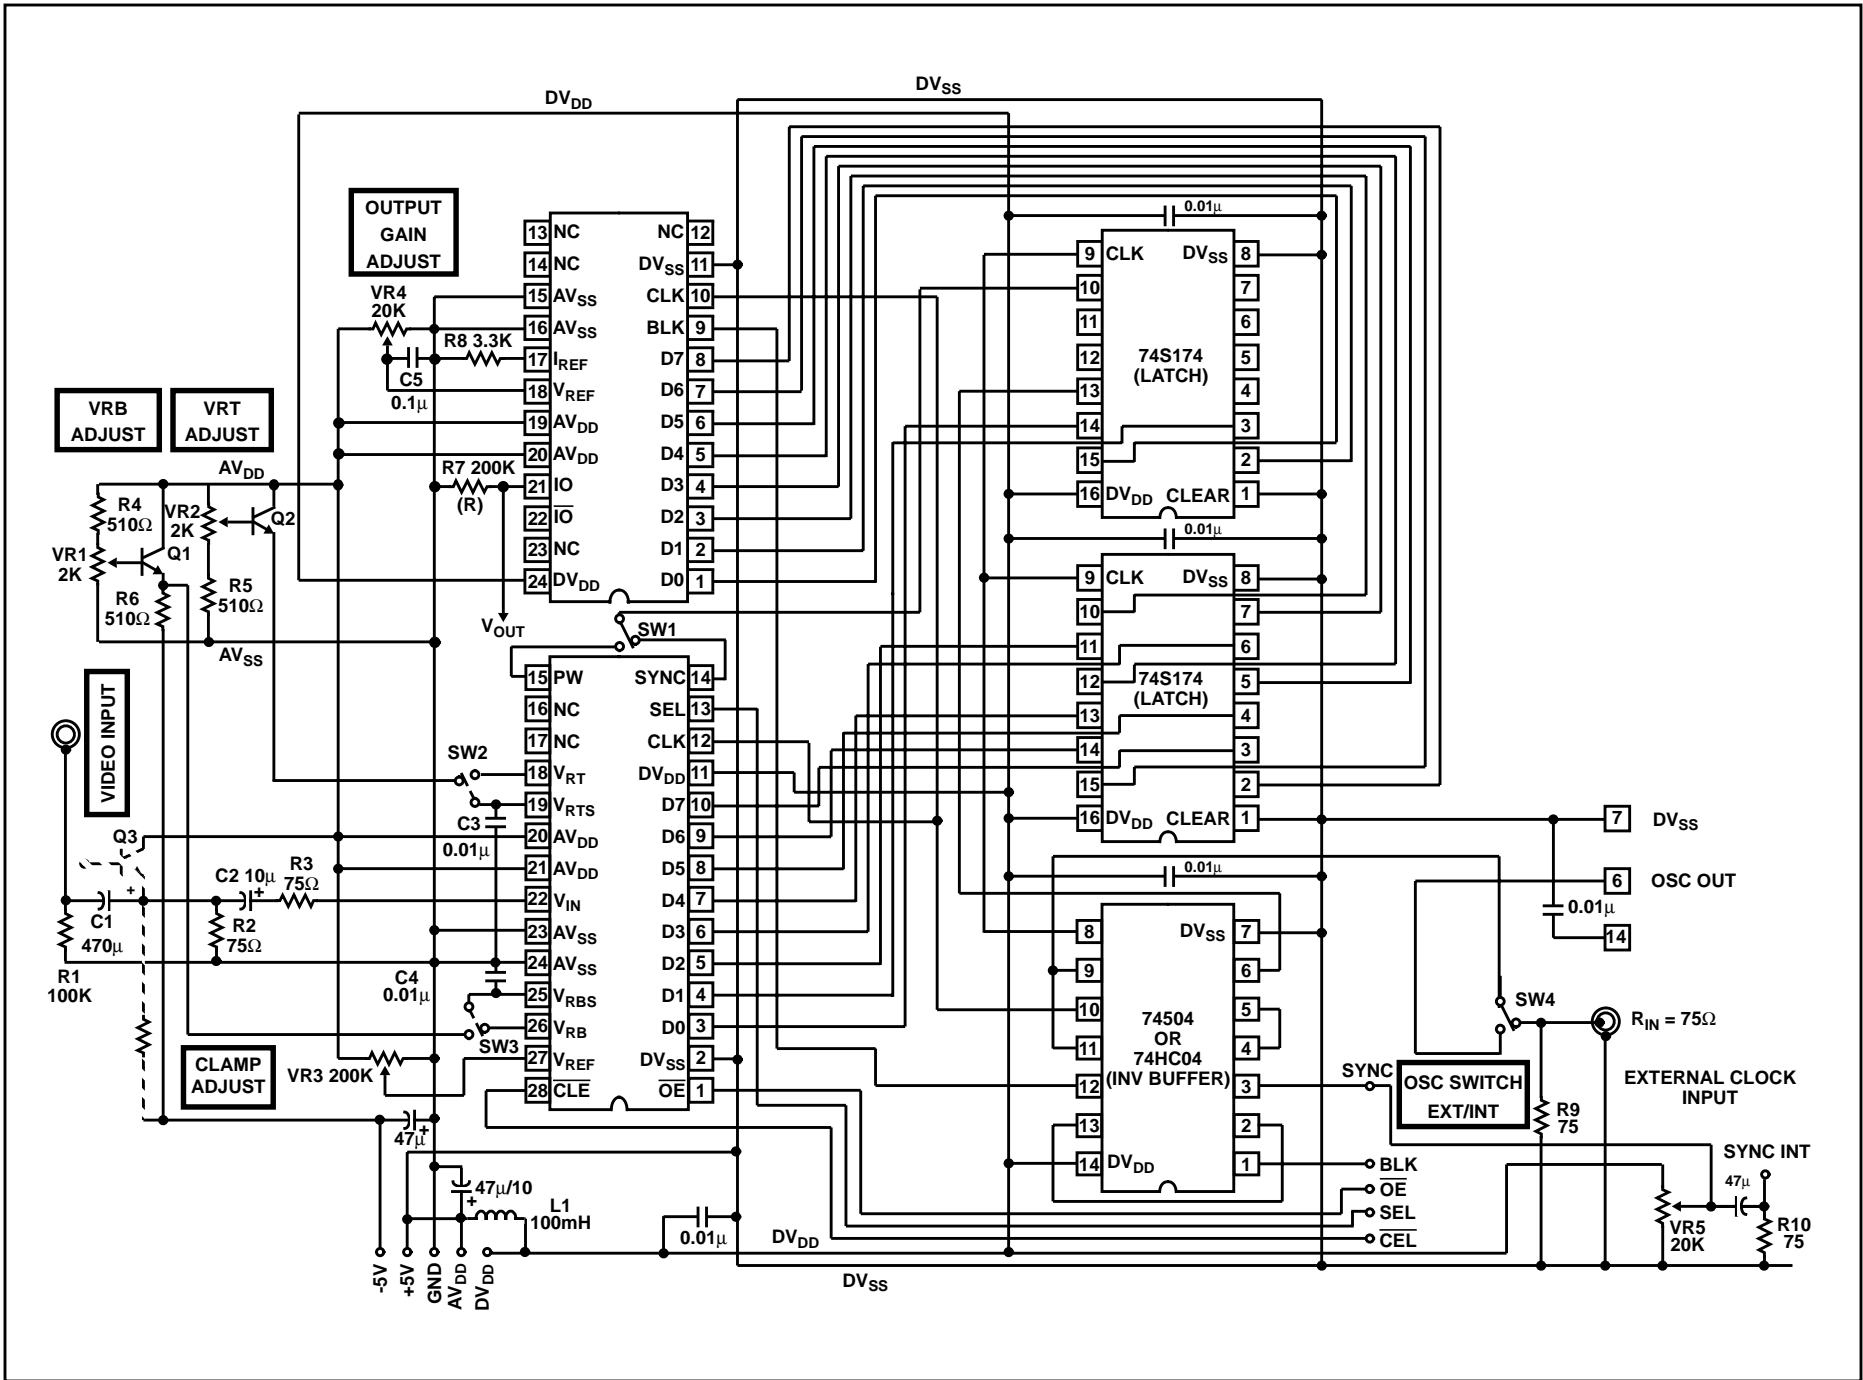 DVSS
DVDD
OUTPUT
GAIN
ADJUST
VR4
20K
R8 3.3K
C5
0.1µ
13 NC
14 NC
15 AVSS
16 AVSS
17 IREF
18 VREF
19 AVDD
20 AVDD
21 IO
22 IO
23 NC
24 DVDD
NC 12
DVSS 11
CLK 10
BLK 9
D7 8
D6 7
D5 6
D4 5
D3 4
D2 3
D1 2
D0 1
R7 200K
(R)
VOUT
SW1
VRB
ADJUST
VRT
ADJUST
AVDD
R4
510Ω
VR2
2K
Q2
VR1
2K
Q1
R6
510Ω
R5
510Ω
AVSS
VIDEO INPUT
SW2
C3
0.01µ
Q3
C2 10µ
+
R3
75Ω
+
C1
470µ
R2
75Ω
R1
100K
C4
0.01µ
SW3
CLAMP
ADJUST
VR3 200K
15 PW
16 NC
17 NC
18 VRT
19 VRTS
20 AVDD
21 AVDD
22 VIN
23 AVSS
24 AVSS
25 VRBS
26 VRB
27 VREF
28 CLE
SYNC 14
SEL 13
CLK 12
DVDD 11
D7 10
D6 9
D5 8
D4 7
D3 6
D2 5
D1 4
D0 3
DVSS 2
OE 1
47µ
+
47µ/10
+
L1
100mH
0.01µ
-5V
+5V
GND
AVDD
DVDD
DVDD
DVSS
0.01µ
9 CLK
10
11
12
13
14
15
16 DVDD
74S174
(LATCH)
DVSS 8
7
6
5
4
3
2
CLEAR 1
0.01µ
9 CLK
10
11
12
13
14
15
16 DVDD
74S174
(LATCH)
DVSS 8
7
6
5
4
3
2
CLEAR 1
0.01µ
8
9
10
11
12
13
14 DVDD
74504
OR
74HC04
(INV BUFFER)
DVSS 7
6
5
4
3
2
1
7 DVSS
6 OSC OUT
0.01µ
14
SW4
RIN = 75Ω
SYNC
OSC SWITCH
EXT/INT
EXTERNAL CLOCK
INPUT
R9
75
SYNC INT
BLK
OE
SEL
CEL
47µ
VR5
20K
R10
75